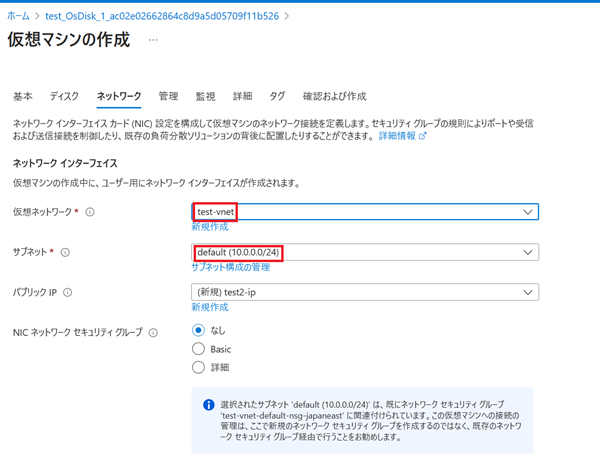 ホーム > test_OsDisk_1_ac02e02662864c8d9a5d05709f11b526 >
仮想マシンの作成 …
基本 ディスク ネットワーク 管理 監視 詳細 タグ 確認および作成
ネットワーク インターフェイス カード (NIC) 設定を構成して仮想マシンのネットワーク接続を定義します。セキュリティ グループの規則によりポートや受信
および送信接続を制御したり、既存の負荷分散ソリューションの背後に配置したりすることができます。 詳細情報
ネットワーク インターフェイス
仮想マシンの作成中に、ユーザー用にネットワーク インターフェイスが作成されます。
仮想ネットワーク * test-vnet
新規作成
サブネット * default (10.0.0.0/24)
サブネット構成の管理
パブリック IP (新規) test2-ip
新規作成
NIC ネットワーク セキュリティ グループ なし
Basic
詳細
選択されたサブネット 'default (10.0.0.0/24)' は、既にネットワーク セキュリティ グループ
'test-vnet-default-nsg-japaneast' に関連付けられています。この仮想マシンへの接続の
管理は、ここで新規のネットワーク セキュリティ グループを作成するのではなく、既存のネットワ
ーク セキュリティ グループ経由で行うことをお勧めします。